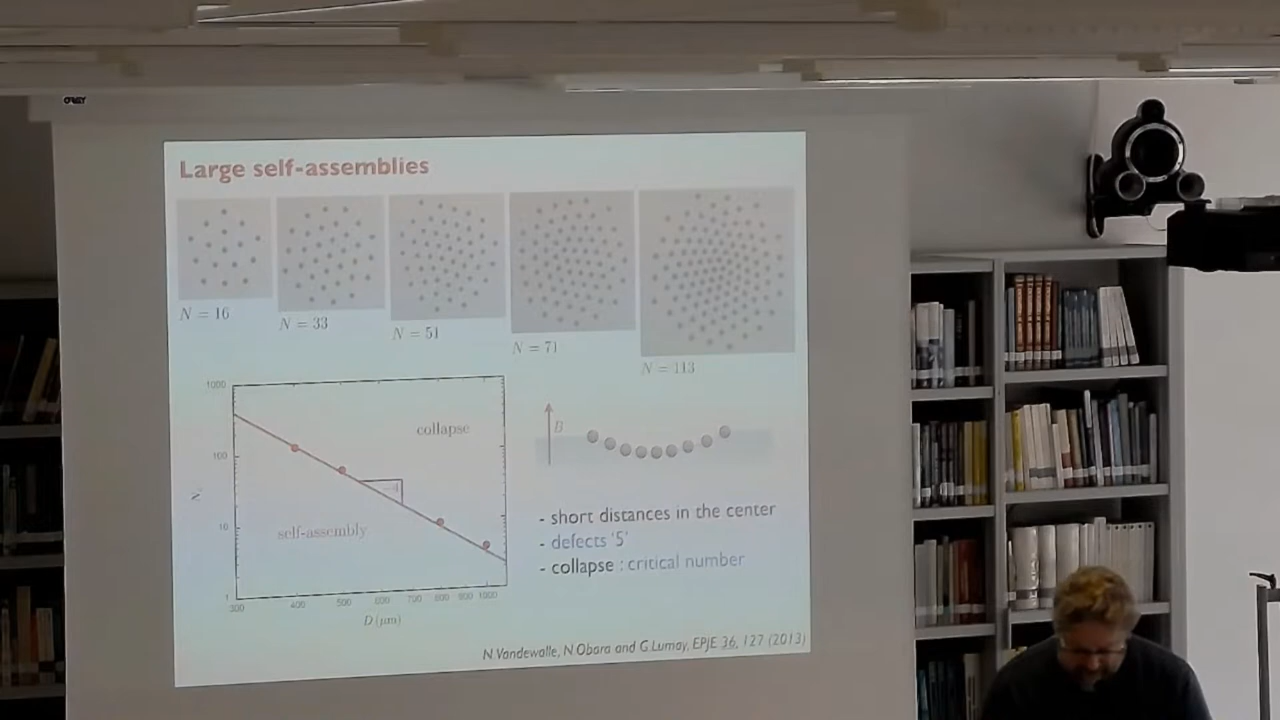 ORAY
Large self-assemblies
N = 16
N = 33
N = 51
N = 71
N = 113
1000
100
10
1
collapse
-4
self-assembly
N
300 400 500 600 700 800 900 1000
D (μm)
B
- short distances in the center
- defects '5'
- collapse : critical number
N Vandewalle, N Obara and G Lumay, EPJE 36, 127 (2013)